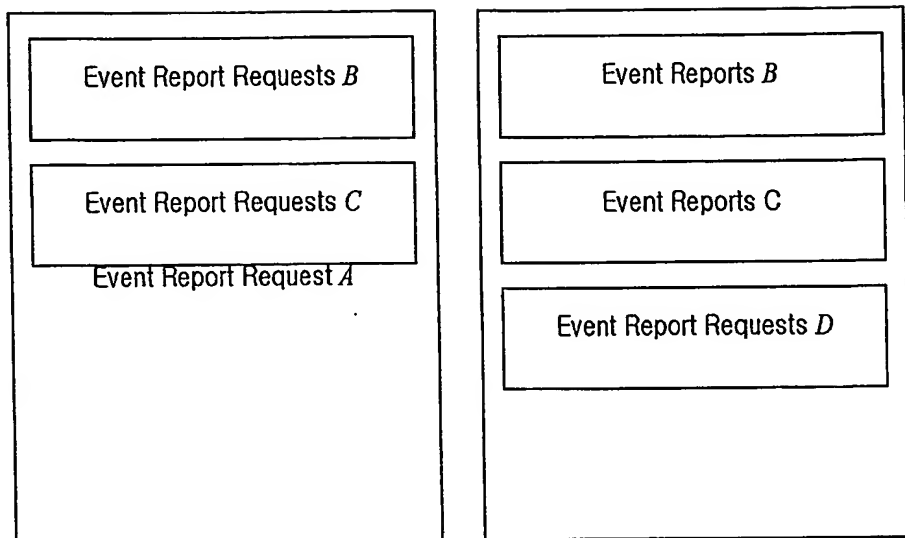 Event Report Requests B
Event Report Requests C
Event Report Request A
Event Reports B
Event Reports C
Event Report Requests D